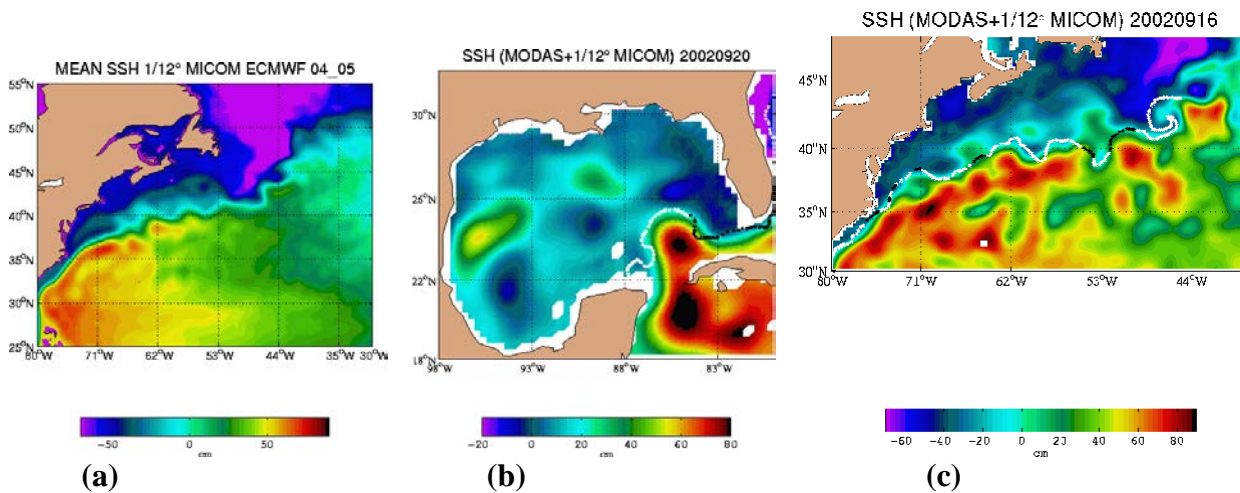 MEAN SSH 1/12° MICOM ECMWF 04_05
55°N
50°N
45°N
40°N
35°N
30°N
25°N
80°W 71°W 62°W 53°W 44°W 35°W 30°W
-50 0 50
cm
(a)
SSH (MODAS+1/12° MICOM) 20020920
30°N
26°N
22°N
18°N
98°W 93°W 88°W 83°W
-20 0 20 40 60 80
cm
(b)
SSH (MODAS+1/12° MICOM) 20020916
45°N
40°N
35°N
30°N
80°W 71°W 62°W 53°W 44°W
-60 -40 -20 0 20 40 60 80
cm
(c)